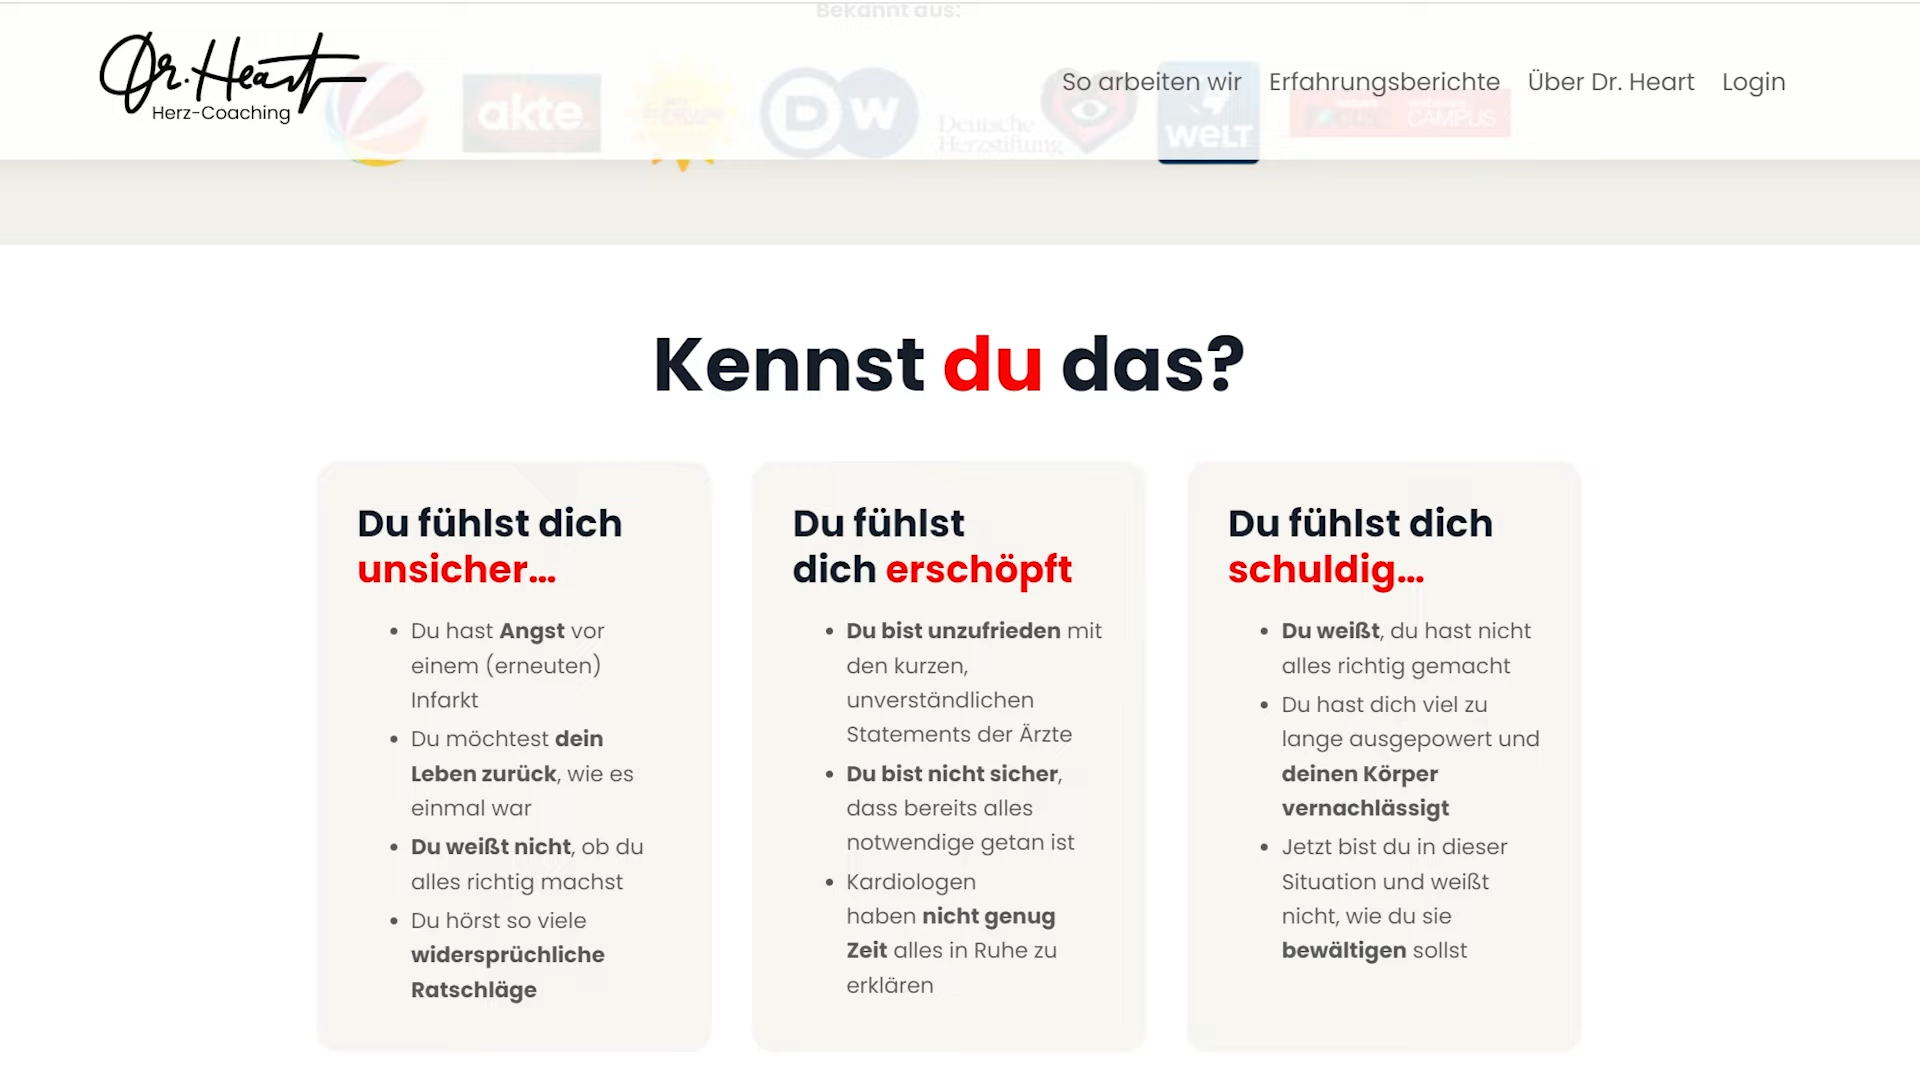 Bekannt aus:
Dr. Heart
Herz-Coaching
So arbeiten wir
Erfahrungsberichte
Über Dr. Heart
Login
akte.
DW
Deutsche
Herzstiftung
welt
FOCUS
CAMPUS
Kennst du das?
Du fühlst dich
unsicher...
• Du hast Angst vor
einem (erneuten)
Infarkt
• Du möchtest dein
Leben zurück, wie es
einmal war
• Du weißt nicht, ob du
alles richtig machst
• Du hörst so viele
widersprüchliche
Ratschläge
Du fühlst
dich erschöpft
• Du bist unzufrieden mit
den kurzen,
unverständlichen
Statements der Ärzte
• Du bist nicht sicher,
dass bereits alles
notwendige getan ist
• Kardiologen
haben nicht genug
Zeit alles in Ruhe zu
erklären
Du fühlst dich
schuldig...
• Du weißt, du hast nicht
alles richtig gemacht
• Du hast dich viel zu
lange ausgepowert und
deinen Körper
vernachlässigt
• Jetzt bist du in dieser
Situation und weißt
nicht, wie du sie
bewältigen sollst